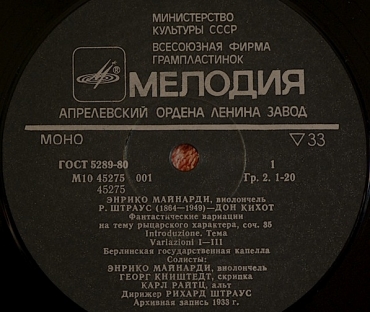 МИНИСТЕРСТВО
КУЛЬТУРЫ СССР
ВСЕСОЮЗНАЯ ФИРМА
ГРАМПЛАСТИНОК
МЕЛОДИЯ
АПРЕЛЕВСКИЙ ОРДЕНА ЛЕНИНА ЗАВОД
МОНО ▽33
ГОСТ 5289-80 1
М10 45275 001 Гр. 2. 1-20
45275
ЭНРИКО МАЙНАРДИ, виолончель
Р. ШТРАУС (1864—1949)—ДОН КИХОТ
Фантастические вариации
на тему рыцарского характера, соч. 35
Introduzione. Тема
Variazioni I—III
Берлинская государственная капелла
Солисты:
ЭНРИКО МАЙНАРДИ, виолончель
ГЕОРГ КНИШТЕДТ, скрипка
КАРЛ РАЙТЦ, альт
Дирижер РИХАРД ШТРАУС
Архивная запись 1933 г.